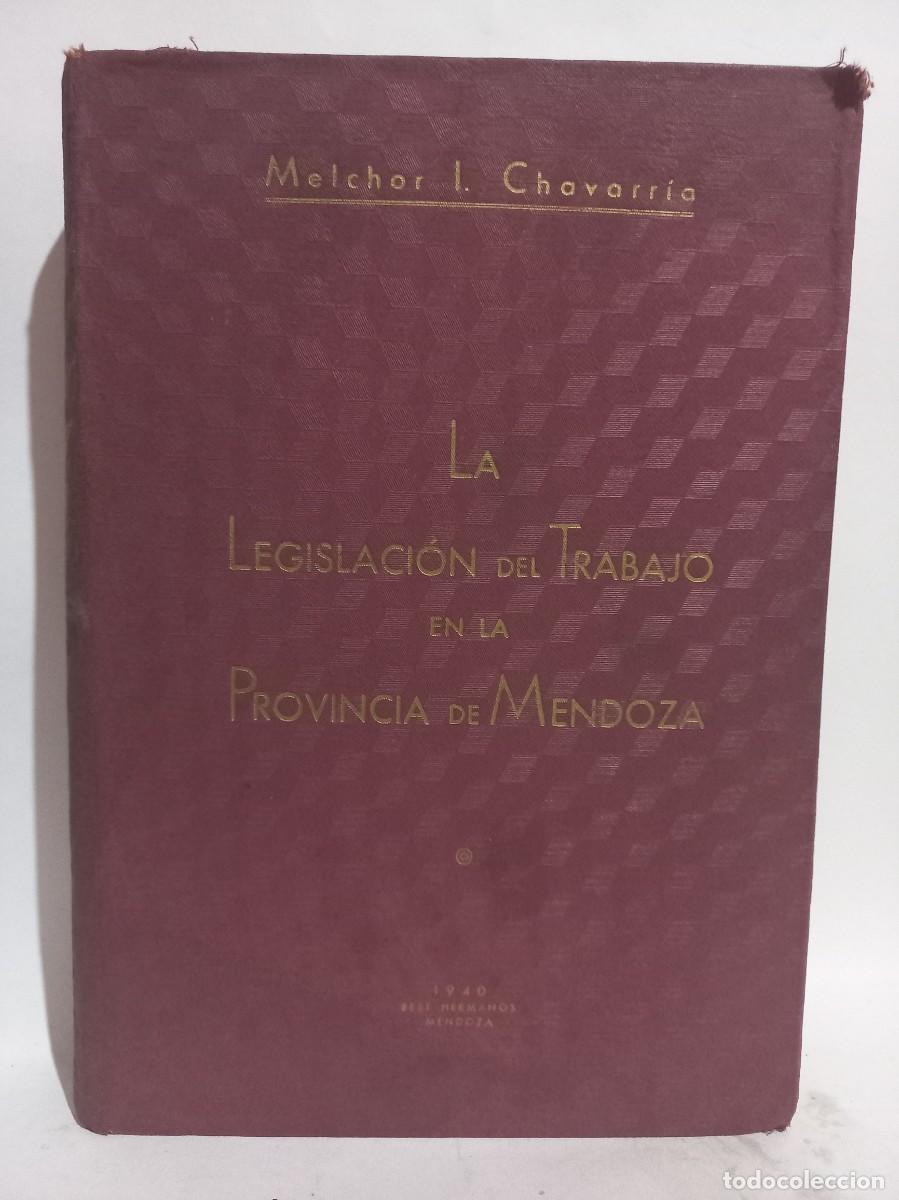 Melchor I. Chavarría
La
Legislación del Trabajo
en la
Provincia de Mendoza
1940
BEST HERMANOS
MENDOZA
todocoleccion